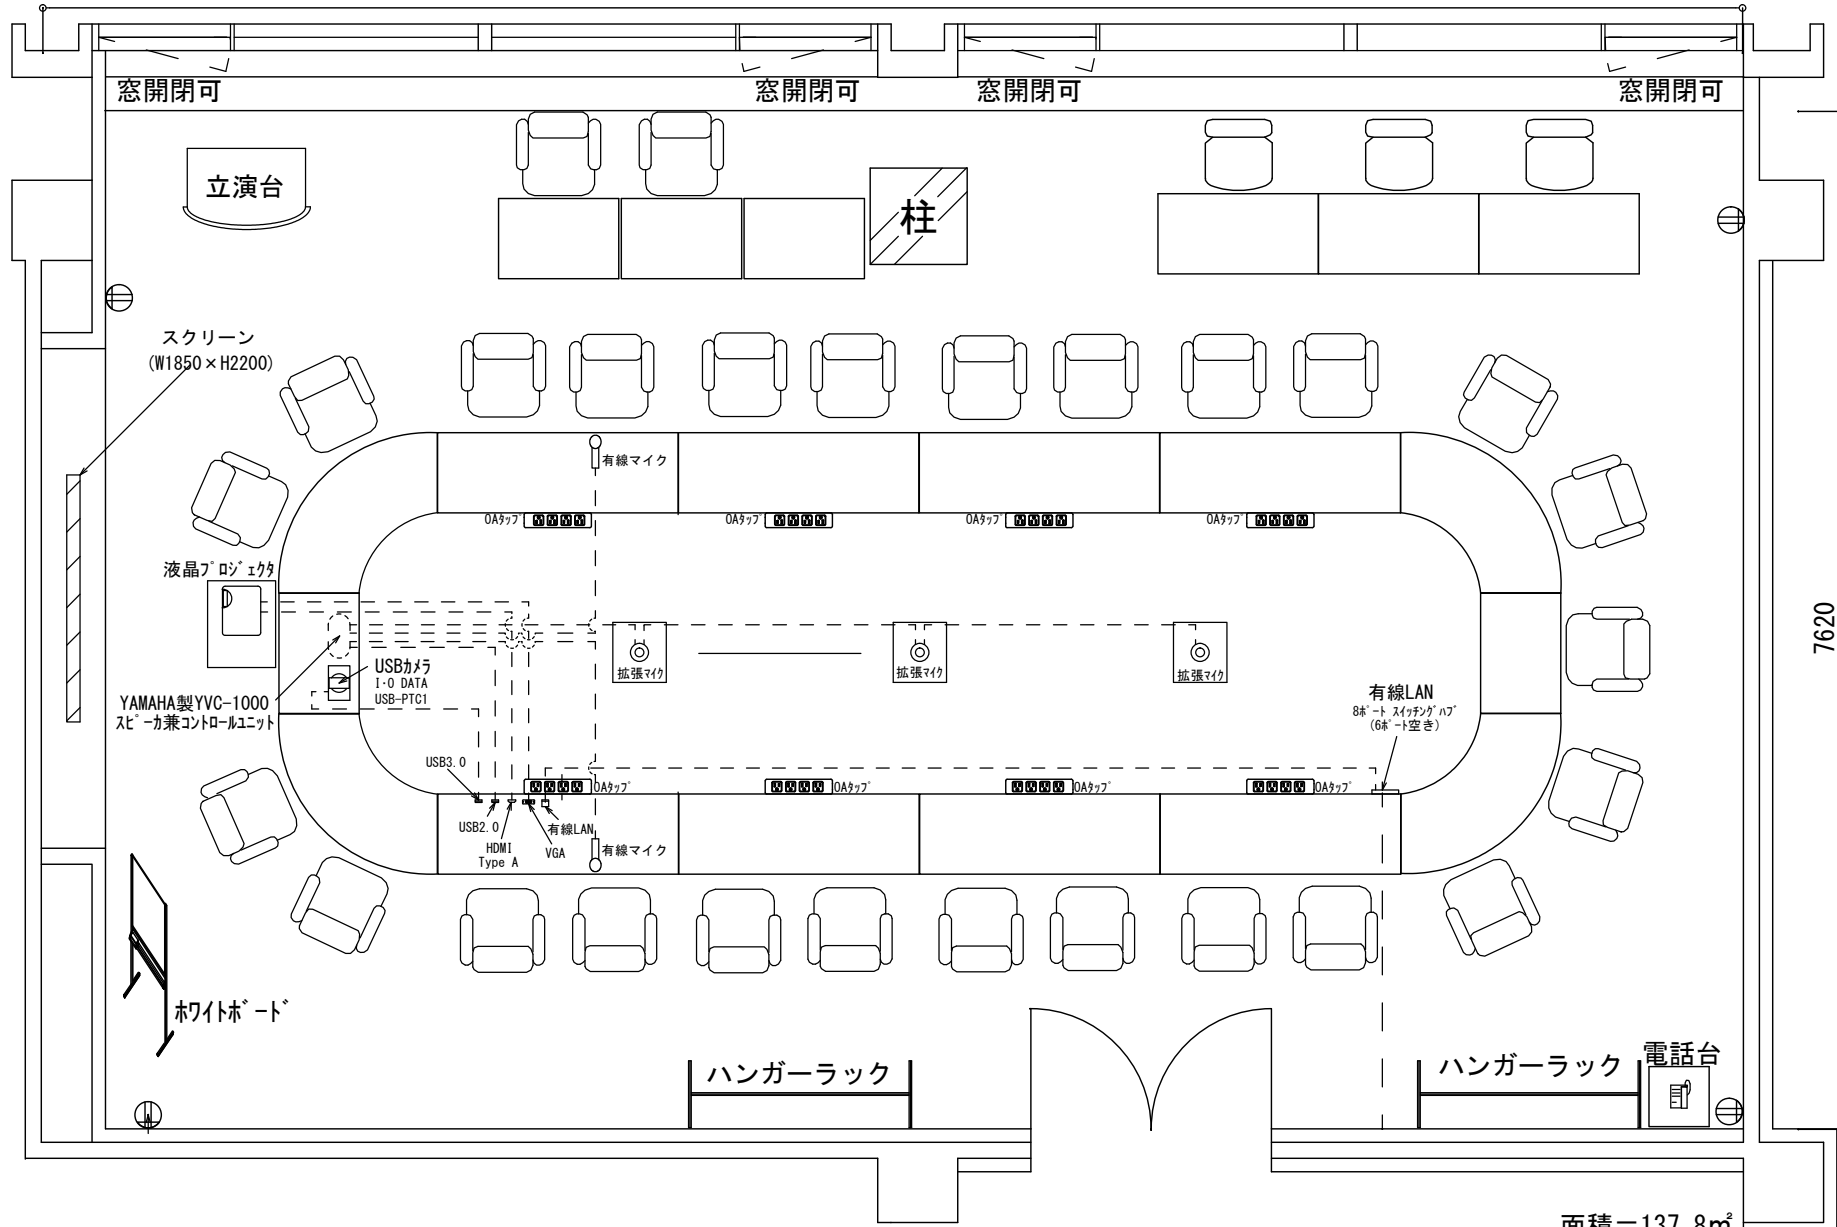 窓開閉可
窓開閉可
窓開閉可
窓開閉可
立演台
柱
スクリーン
(W1850×H2200)
有線マイク
OAタップ
OAタップ
OAタップ
OAタップ
液晶プロジェクタ
USBカメラ
I・O DATA
USB-PTC1
YAMAHA製YVC-1000
スピーカ兼コントロールユニット
拡張マイク
拡張マイク
拡張マイク
7620
有線LAN
8ポート スイッチングハブ
(6ポート空き)
USB3.0
OAタップ
OAタップ
OAタップ
OAタップ
USB2.0
HDMI
Type A
VGA
有線LAN
有線マイク
ホワイトボード
ハンガーラック
ハンガーラック
電話台
面積=137.8㎡